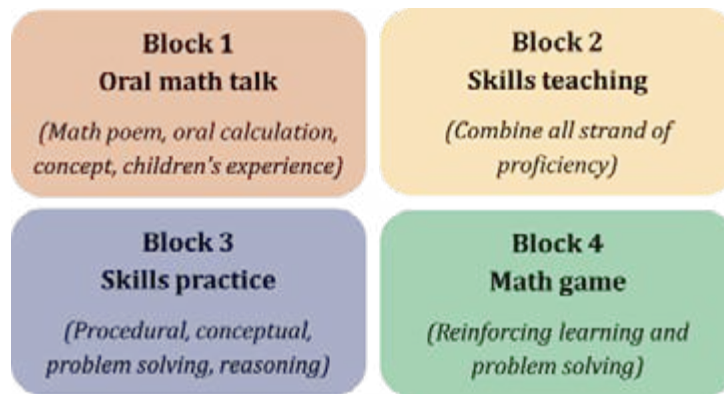 Block 1
Oral math talk
(Math poem, oral calculation,
concept, children's experience)
Block 2
Skills teaching
(Combine all strand of
proficiency)
Block 3
Skills practice
(Procedural, conceptual,
problem solving, reasoning)
Block 4
Math game
(Reinforcing learning and
problem solving)